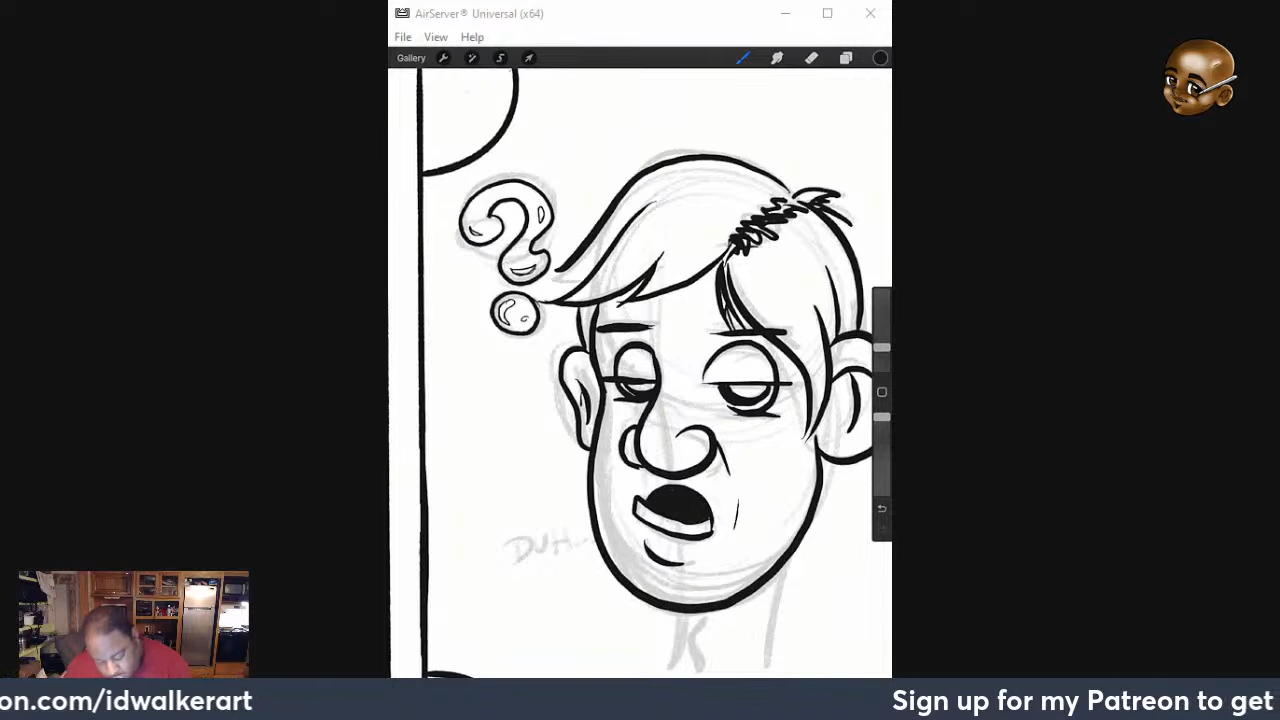 AirServer® Universal (x64)
File View Help
Gallery
?
DUH...
on.com/idwalkerart Sign up for my Patreon to get